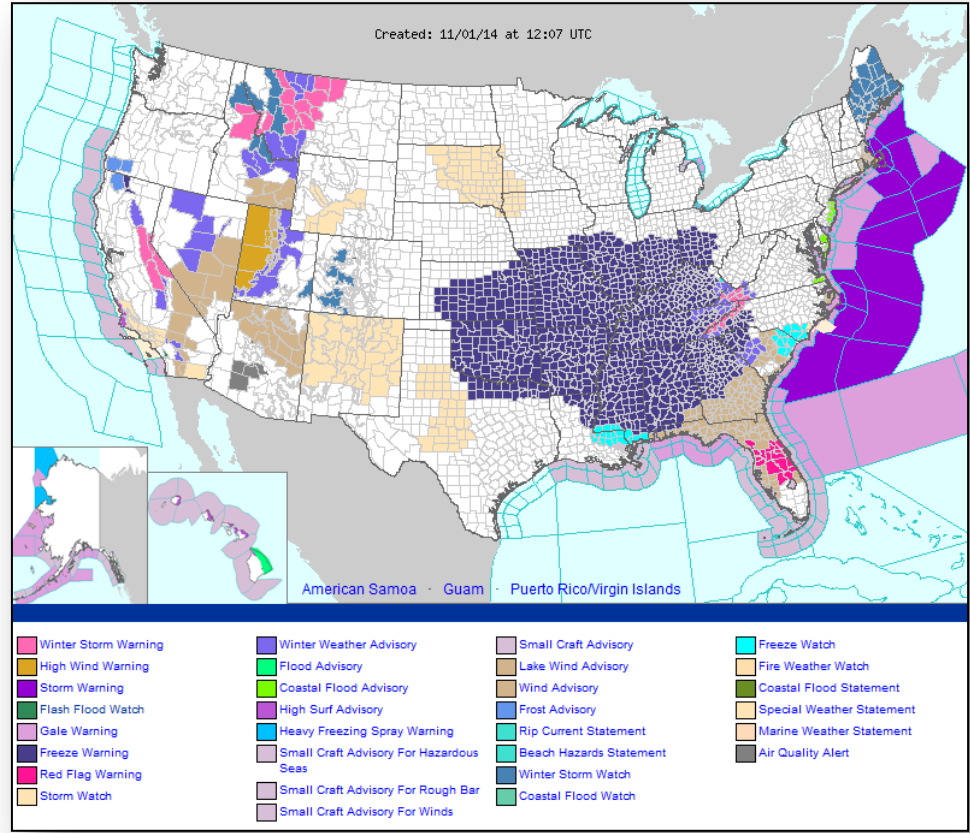 Created: 11/01/14 at 12:07 UTC
American Samoa · Guam · Puerto Rico/Virgin Islands
Winter Storm Warning
High Wind Warning
Storm Warning
Flash Flood Watch
Gale Warning
Freeze Warning
Red Flag Warning
Storm Watch
Winter Weather Advisory
Flood Advisory
Coastal Flood Advisory
High Surf Advisory
Heavy Freezing Spray Warning
Small Craft Advisory For Hazardous
Seas
Small Craft Advisory For Rough Bar
Small Craft Advisory For Winds
Small Craft Advisory
Lake Wind Advisory
Wind Advisory
Frost Advisory
Rip Current Statement
Beach Hazards Statement
Winter Storm Watch
Coastal Flood Watch
Freeze Watch
Fire Weather Watch
Coastal Flood Statement
Special Weather Statement
Marine Weather Statement
Air Quality Alert